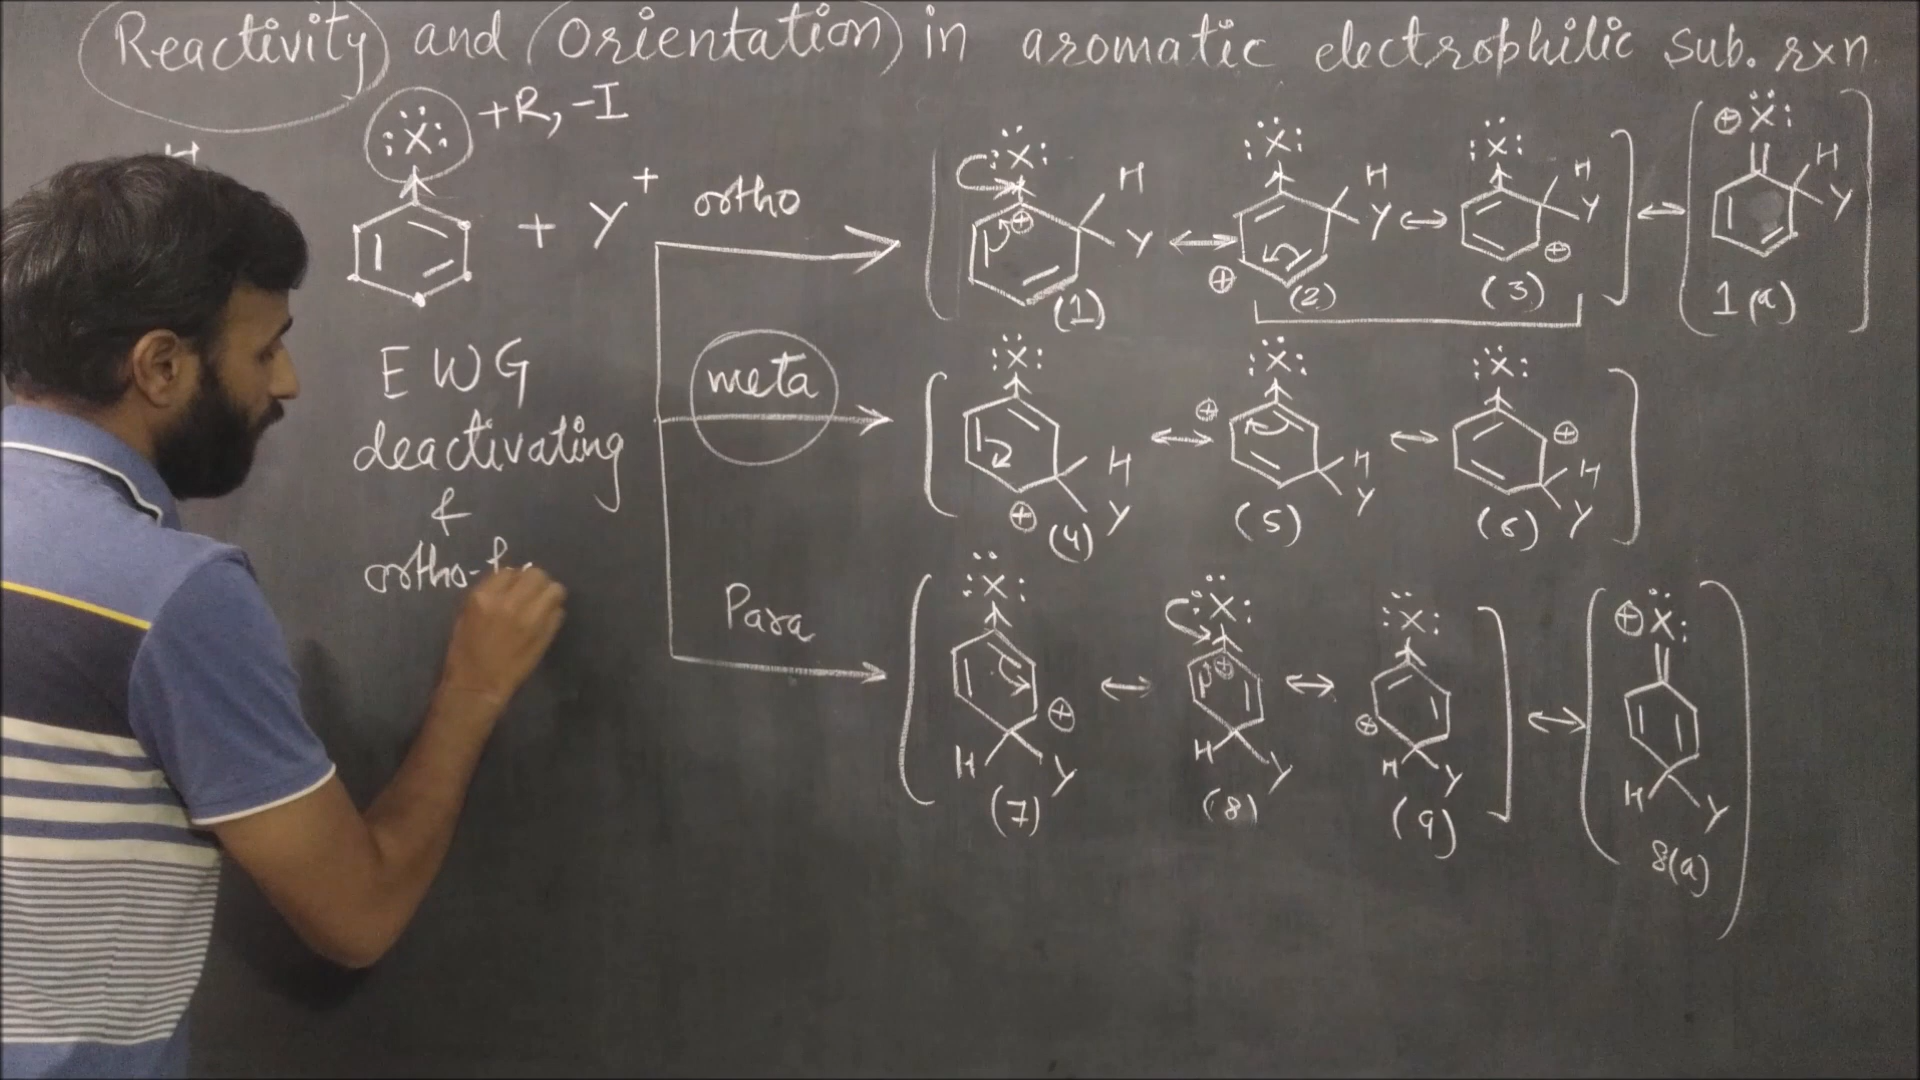 Reactivity and Orientation in aromatic electrophilic sub. rxn
H
:Ẍ: +R, -I
+ Y+
EWG
deactivating
&
ortho-
ortho
:Ẍ: ⊕ H Y (1)
:Ẍ: ⊕ H Y (2)
:Ẍ: ⊕ H Y (3)
⊕Ẍ: H Y 1(a)
meta
:Ẍ: ⊕ H Y (4)
:Ẍ: ⊕ H Y (5)
:Ẍ: ⊕ H Y (6)
Para
:Ẍ: ⊕ H Y (7)
:Ẍ: ⊕ H Y (8)
:Ẍ: ⊕ H Y (9)
⊕Ẍ: H Y 8(a)